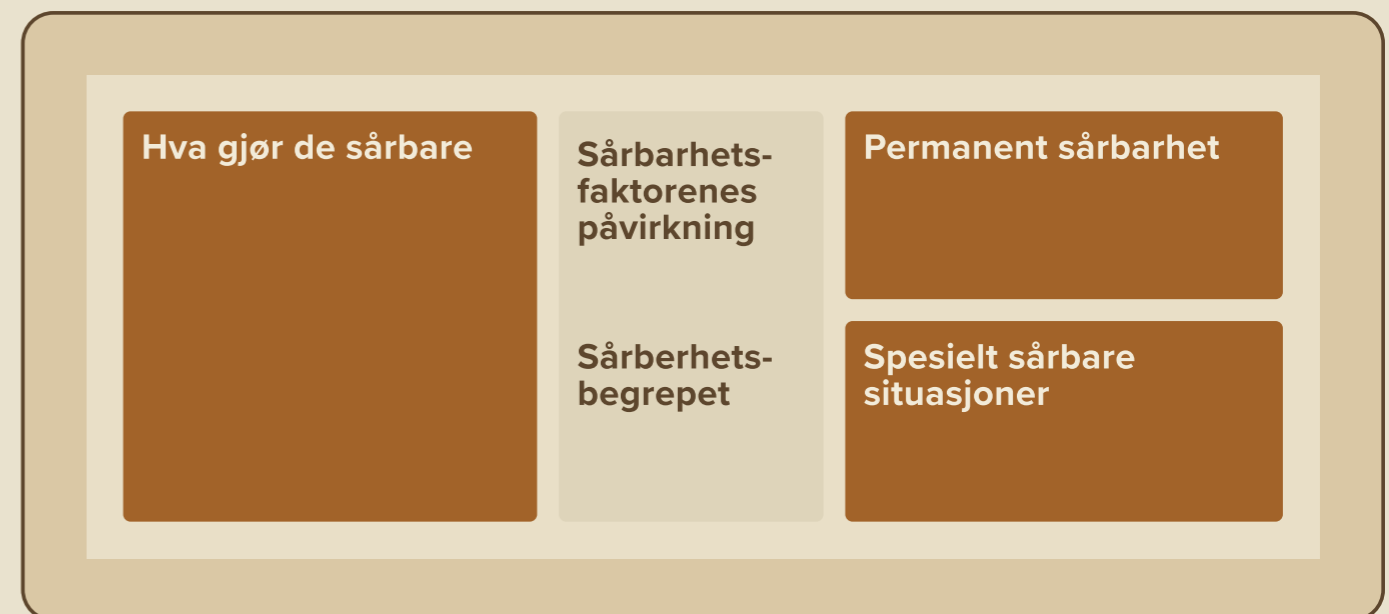 Hva gjør de sårbare
Sårbarhets-
faktorenes
påvirkning
Sårberhets-
begrepet
Permanent sårbarhet
Spesielt sårbare
situasjoner